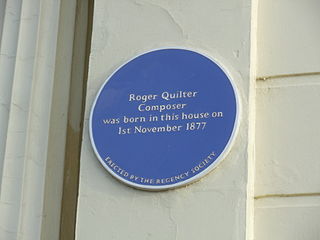 Roger Quilter
Composer
was born in this house on
1st November 1877
ERECTED BY THE REGENCY SOCIETY